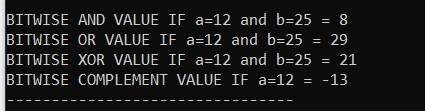 BITWISE AND VALUE IF a=12 and b=25 = 8
BITWISE OR VALUE IF a=12 and b=25 = 29
BITWISE XOR VALUE IF a=12 and b=25 = 21
BITWISE COMPLEMENT VALUE IF a=12 = -13
---------------------------------